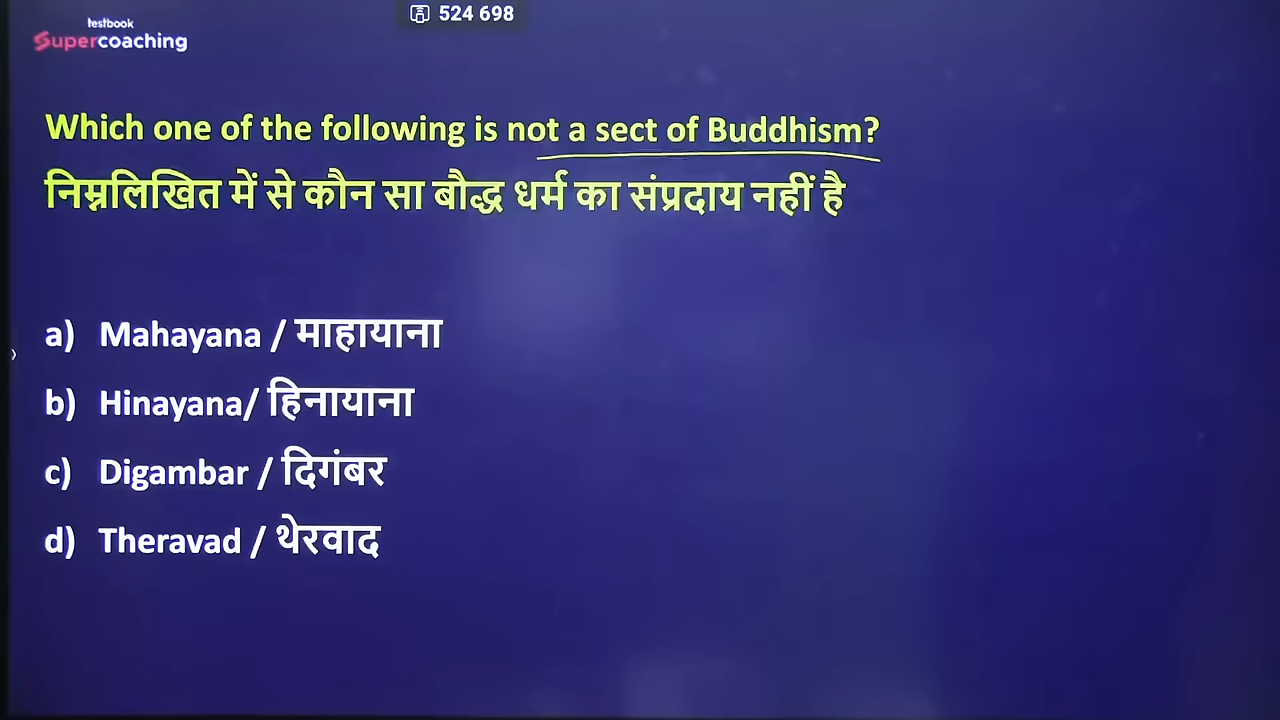 testbook
Supercoaching
524 698
Which one of the following is not a sect of Buddhism?
निम्नलिखित में से कौन सा बौद्ध धर्म का संप्रदाय नहीं है
a) Mahayana / माहायाना
b) Hinayana/ हिनायाना
c) Digambar / दिगंबर
d) Theravad / थेरवाद